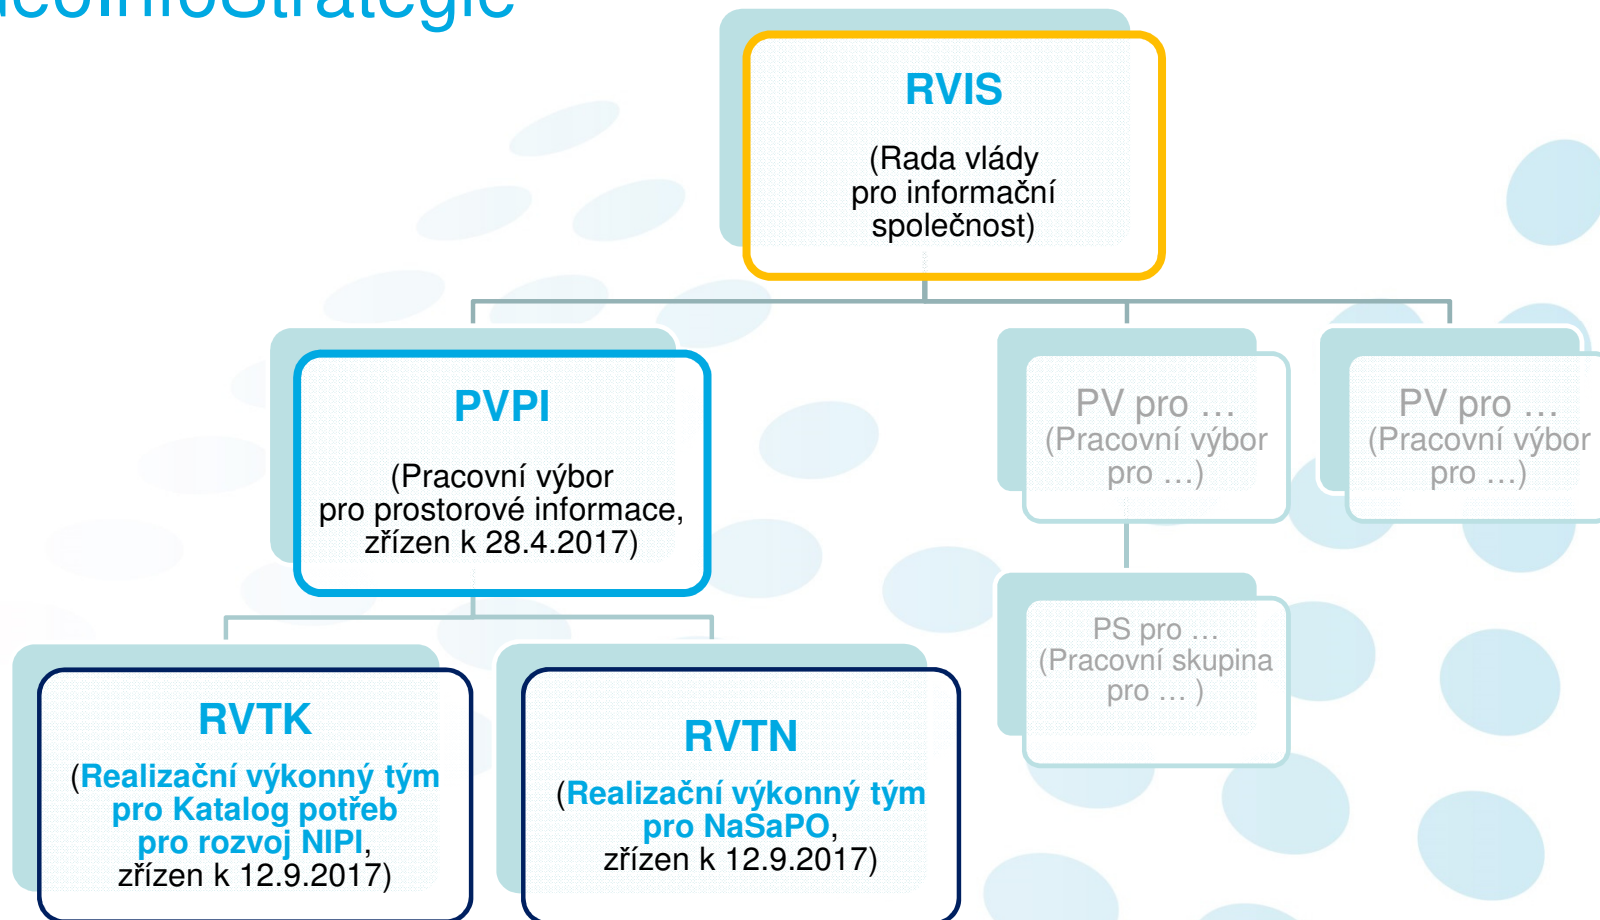 RVIS
(Rada vlády
pro informační
společnost)
PVPI
(Pracovní výbor
pro prostorové informace,
zřízen k 28.4.2017)
PV pro …
(Pracovní výbor
pro …)
PV pro …
(Pracovní výbor
pro …)
RVTK
(Realizační výkonný tým
pro Katalog potřeb
pro rozvoj NIPI,
zřízen k 12.9.2017)
RVTN
(Realizační výkonný tým
pro NaSaPO,
zřízen k 12.9.2017)
PS pro …
(Pracovní skupina
pro … )